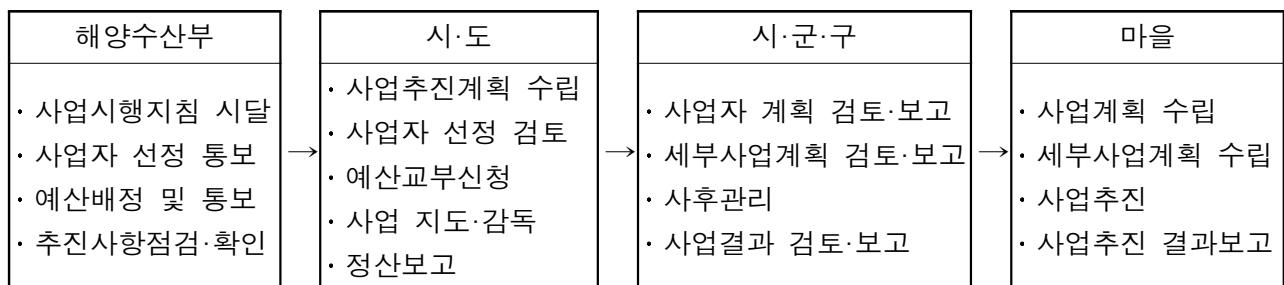 해양수산부
· 사업시행지침 시달
· 사업자 선정 통보
· 예산배정 및 통보
· 추진사항점검·확인
→
시·도
· 사업추진계획 수립
· 사업자 선정 검토
· 예산교부신청
· 사업 지도·감독
· 정산보고
→
시·군·구
· 사업자 계획 검토·보고
· 세부사업계획 검토·보고
· 사후관리
· 사업결과 검토·보고
→
마을
· 사업계획 수립
· 세부사업계획 수립
· 사업추진
· 사업추진 결과보고